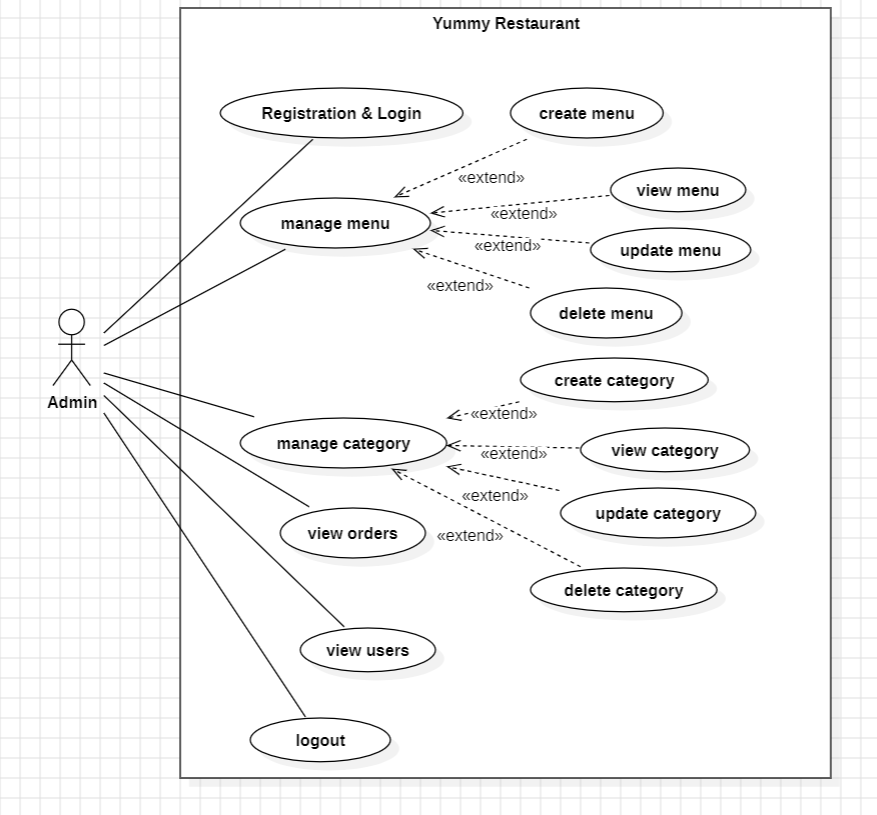 Yummy Restaurant
Registration & Login
create menu
«extend»
view menu
«extend»
manage menu
«extend»
update menu
«extend»
delete menu
Admin
create category
«extend»
manage category
«extend»
view category
«extend»
update category
view orders
«extend»
delete category
view users
logout